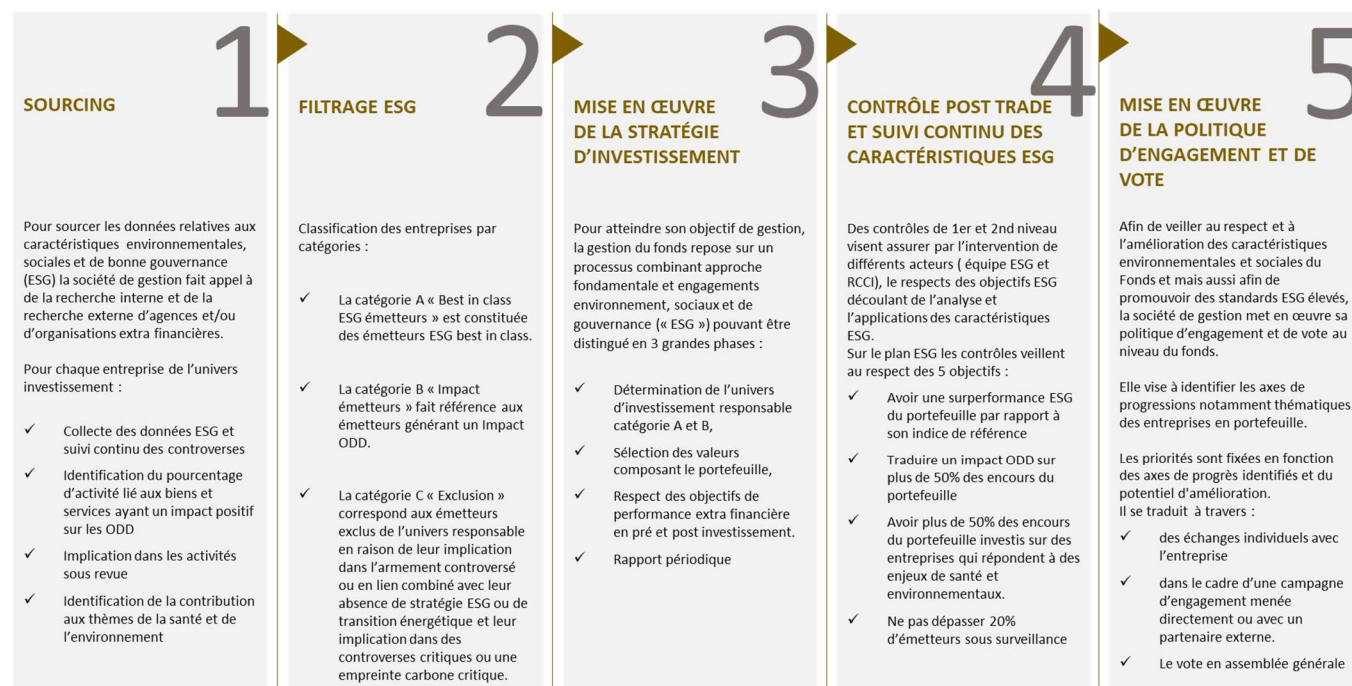 1
SOURCING
Pour sourcer les données relatives aux
caractéristiques environnementales,
sociales et de bonne gouvernance
(ESG) la société de gestion fait appel à
de la recherche interne et de la
recherche externe d'agences et/ou
d'organisations extra financières.
Pour chaque entreprise de l'univers
investissement :
✓ Collecte des données ESG et
suivi continu des controverses
✓ Identification du pourcentage
d'activité lié aux biens et
services ayant un impact positif
sur les ODD
✓ Implication dans les activités
sous revue
✓ Identification de la contribution
aux thèmes de la santé et de
l'environnement
2
FILTRAGE ESG
Classification des entreprises par
catégories :
✓ La catégorie A « Best in class
ESG émetteurs » est constituée
des émetteurs ESG best in class.
✓ La catégorie B « Impact
émetteurs » fait référence aux
émetteurs générant un Impact
ODD.
✓ La catégorie C « Exclusion »
correspond aux émetteurs
exclus de l'univers responsable
en raison de leur implication
dans l'armement controversé
ou en lien combiné avec leur
absence de stratégie ESG ou de
transition énergétique et leur
implication dans des
controverses critiques ou une
empreinte carbone critique.
3
MISE EN ŒUVRE
DE LA STRATÉGIE
D'INVESTISSEMENT
Pour atteindre son objectif de gestion,
la gestion du fonds repose sur un
processus combinant approche
fondamentale et engagements
environnement, sociaux et de
gouvernance (« ESG ») pouvant être
distingué en 3 grandes phases :
✓ Détermination de l'univers
d'investissement responsable
catégorie A et B,
✓ Sélection des valeurs
composant le portefeuille,
✓ Respect des objectifs de
performance extra financière
en pré et post investissement.
✓ Rapport périodique
4
CONTRÔLE POST TRADE
ET SUIVI CONTINU DES
CARACTÉRISTIQUES ESG
Des contrôles de 1er et 2nd niveau
visent assurer par l'intervention de
différents acteurs ( équipe ESG et
RCCI), le respects des objectifs ESG
découlant de l'analyse et
l'applications des caractéristiques
ESG.
Sur le plan ESG les contrôles veillent
au respect des 5 objectifs :
✓ Avoir une surperformance ESG
du portefeuille par rapport à
son indice de référence
✓ Traduire un impact ODD sur
plus de 50% des encours du
portefeuille
✓ Avoir plus de 50% des encours
du portefeuille investis sur des
entreprises qui répondent à des
enjeux de santé et
environnementaux.
✓ Ne pas dépasser 20%
d'émetteurs sous surveillance
5
MISE EN ŒUVRE
DE LA POLITIQUE
D'ENGAGEMENT ET DE
VOTE
Afin de veiller au respect et à
l'amélioration des caractéristiques
environnementales et sociales du
Fonds et mais aussi afin de
promouvoir des standards ESG élevés,
la société de gestion met en œuvre sa
politique d'engagement et de vote au
niveau du fonds.
Elle vise à identifier les axes de
progressions notamment thématiques
des entreprises en portefeuille.
Les priorités sont fixées en fonction
des axes de progrès identifiés et du
potentiel d'amélioration.
Il se traduit à travers :
✓ des échanges individuels avec
l'entreprise
✓ dans le cadre d'une campagne
d'engagement menée
directement ou avec un
partenaire externe.
✓ Le vote en assemblée générale